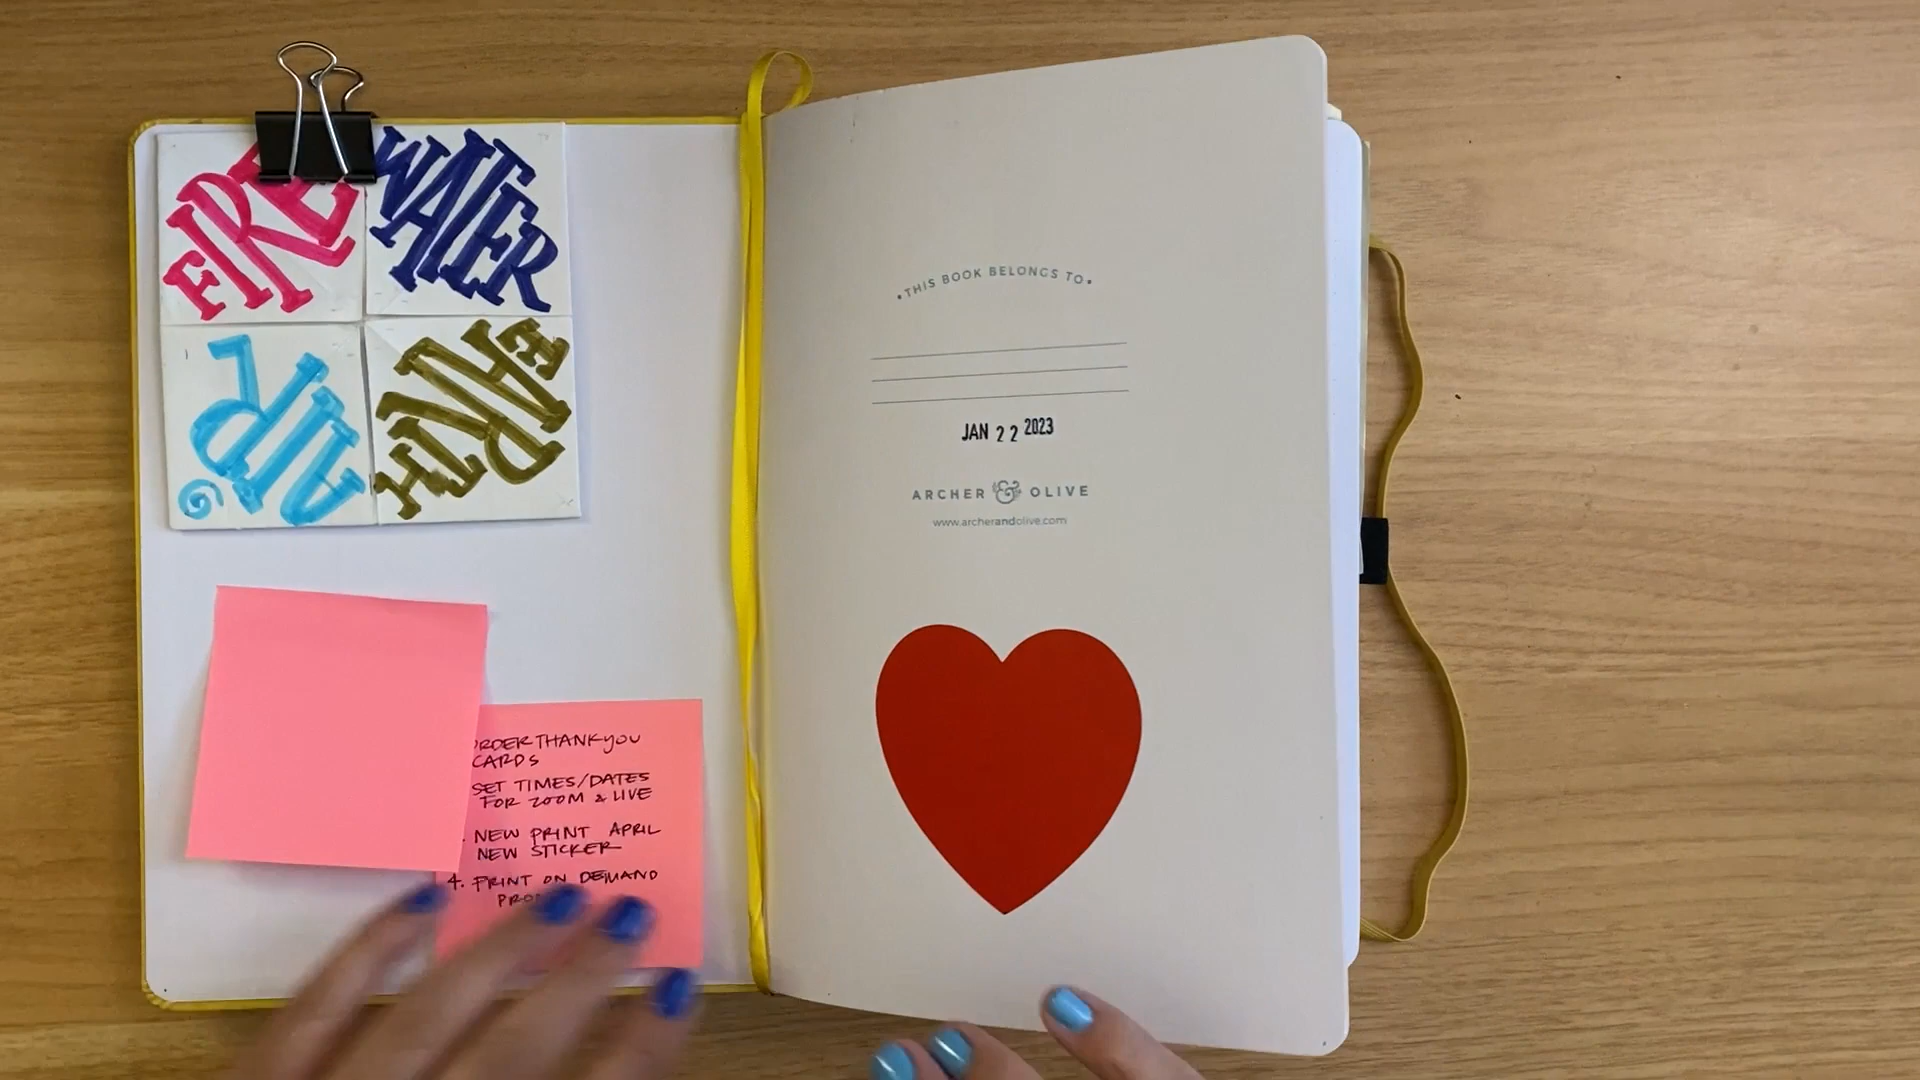 FIRE
WATER
AIR
EARTH
ORDER THANK YOU
CARDS
SET TIMES/DATES
FOR ZOOM & LIVE
NEW PRINT APRIL
NEW STICKER
4. PRINT ON DEMAND
• THIS BOOK BELONGS TO •
JAN 22 2023
ARCHER & OLIVE
www.archerandolive.com